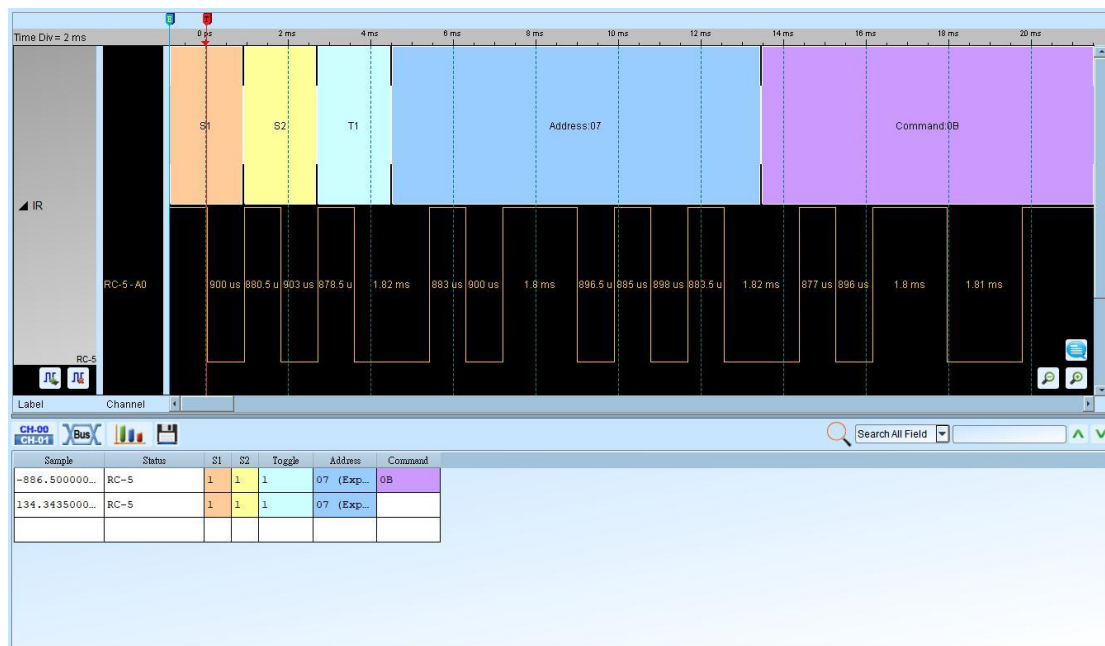 Time Div = 2 ms
E T
0 ps 2 ms 4 ms 6 ms 8 ms 10 ms 12 ms 14 ms 16 ms 18 ms 20 ms
S1 S2 T1 Address:07 Command:0B
IR
RC-5 - A0 900 us 880.5 u 903 us 878.5 u 1.82 ms 883 us 900 us 1.8 ms 896.5 u 885 us 898 us 883.5 u 1.82 ms 877 us 896 us 1.8 ms 1.81 ms
RC-5
Label Channel
CH-00
CH-01 Bus Search All Field
Sample Status S1 S2 Toggle Address Command
-886.500000... RC-5 1 1 1 07 (Exp... 0B
134.3435000... RC-5 1 1 1 07 (Exp...